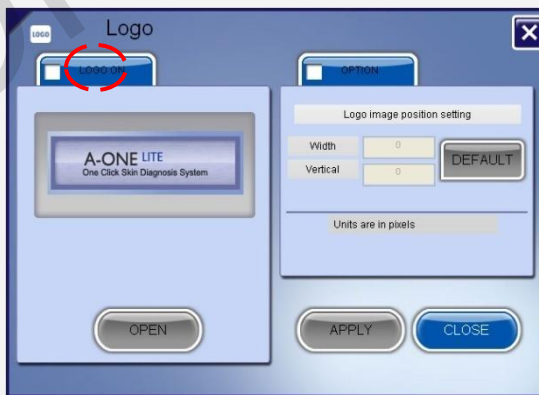 LOGO
Logo
LOGO ON
OPTION
A-ONE LITE
One Click Skin Diagnosis System
Logo image position setting
Width 0
Vertical 0
DEFAULT
Units are in pixels
OPEN
APPLY
CLOSE